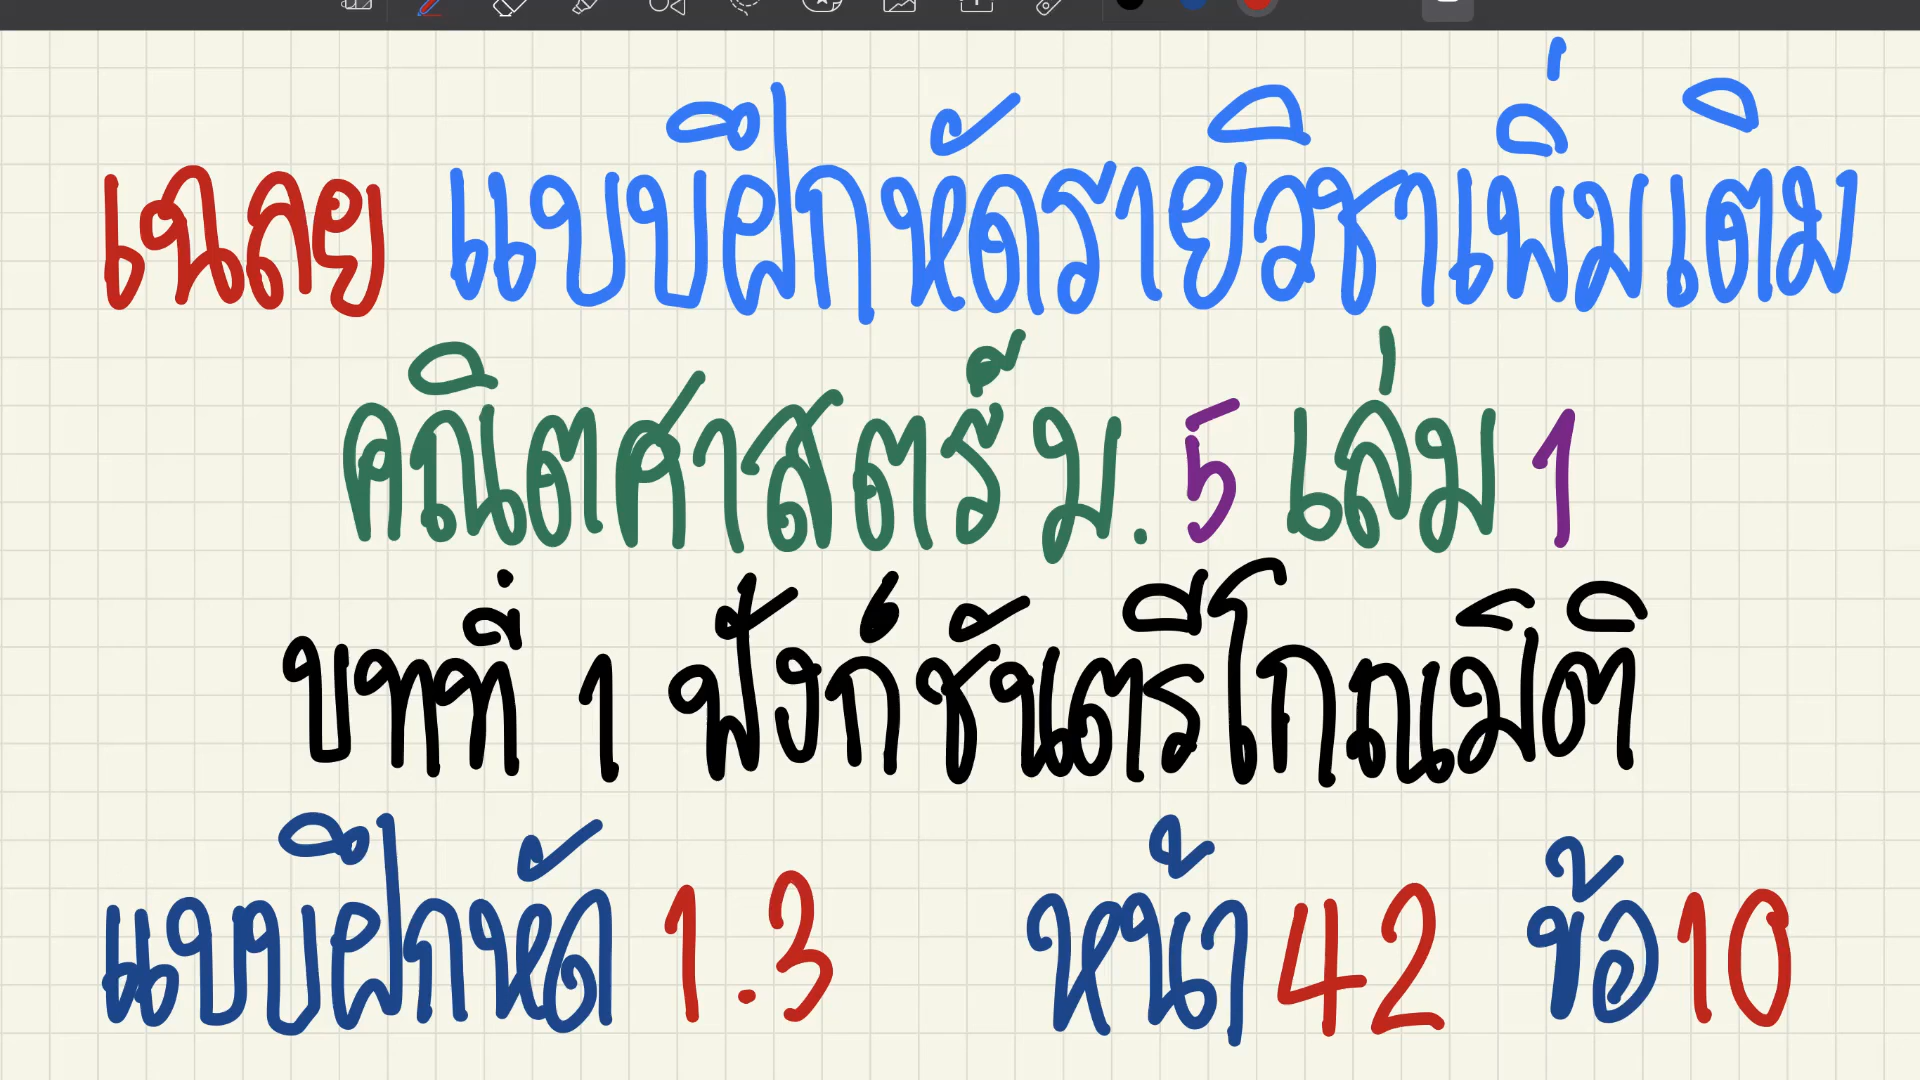 เฉลย แบบฝึกหัดรายวิชาเพิ่มเติม
คณิตศาสตร์ ม. 5 เล่ม 1
บทที่ 1 ฟังก์ชันตรีโกณมิติ
แบบฝึกหัด 1.3 หน้า 42 ข้อ 10